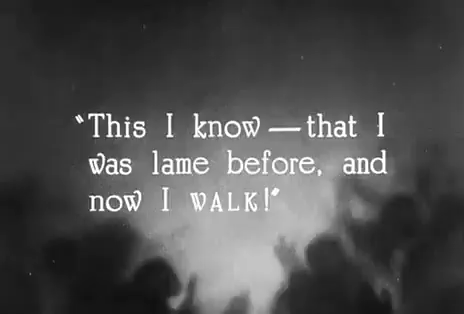 "This I know — that I
was lame before, and
now I WALK!"